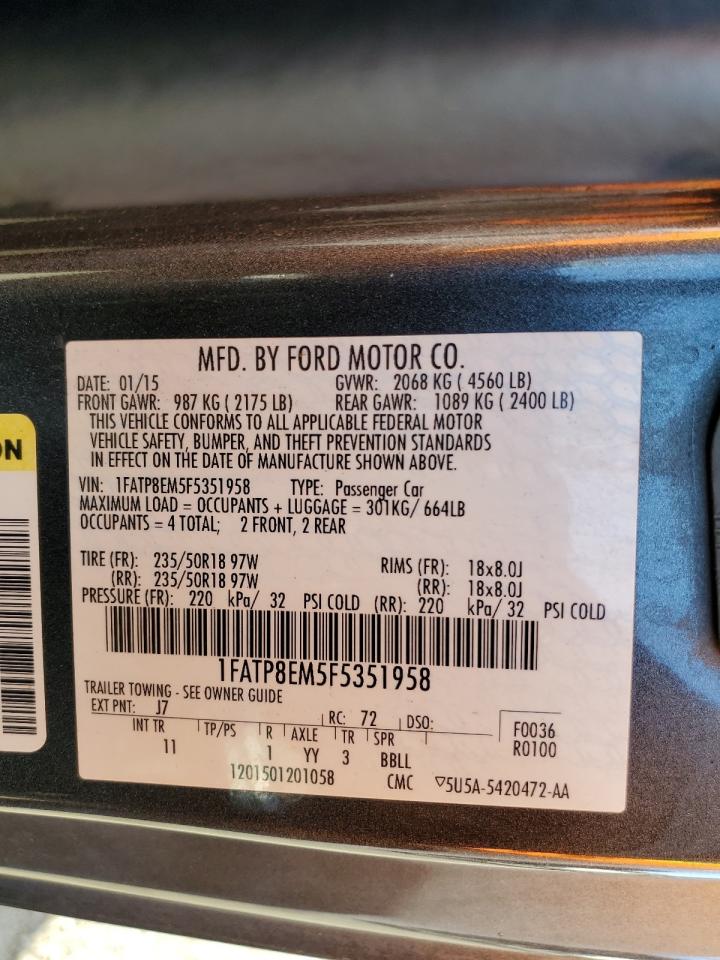 MFD. BY FORD MOTOR CO.
DATE: 01/15 GVWR: 2068 KG ( 4560 LB)
FRONT GAWR: 987 KG ( 2175 LB) REAR GAWR: 1089 KG ( 2400 LB)
THIS VEHICLE CONFORMS TO ALL APPLICABLE FEDERAL MOTOR
VEHICLE SAFETY, BUMPER, AND THEFT PREVENTION STANDARDS
IN EFFECT ON THE DATE OF MANUFACTURE SHOWN ABOVE.
VIN: 1FATP8EM5F5351958 TYPE: Passenger Car
MAXIMUM LOAD = OCCUPANTS + LUGGAGE = 301KG/ 664LB
OCCUPANTS = 4 TOTAL; 2 FRONT, 2 REAR
TIRE (FR): 235/50R18 97W RIMS (FR): 18x8.0J
(RR): 235/50R18 97W (RR): 18x8.0J
PRESSURE (FR): 220 kPa/ 32 PSI COLD (RR): 220 kPa/ 32 PSI COLD
1FATP8EM5F5351958
TRAILER TOWING - SEE OWNER GUIDE
EXT PNT: J7 RC: 72 DSO: F0036
INT TR TP/PS R AXLE TR SPR R0100
11 1 YY 3 BBLL
1201501201058 CMC ▽5U5A-5420472-AA
ON